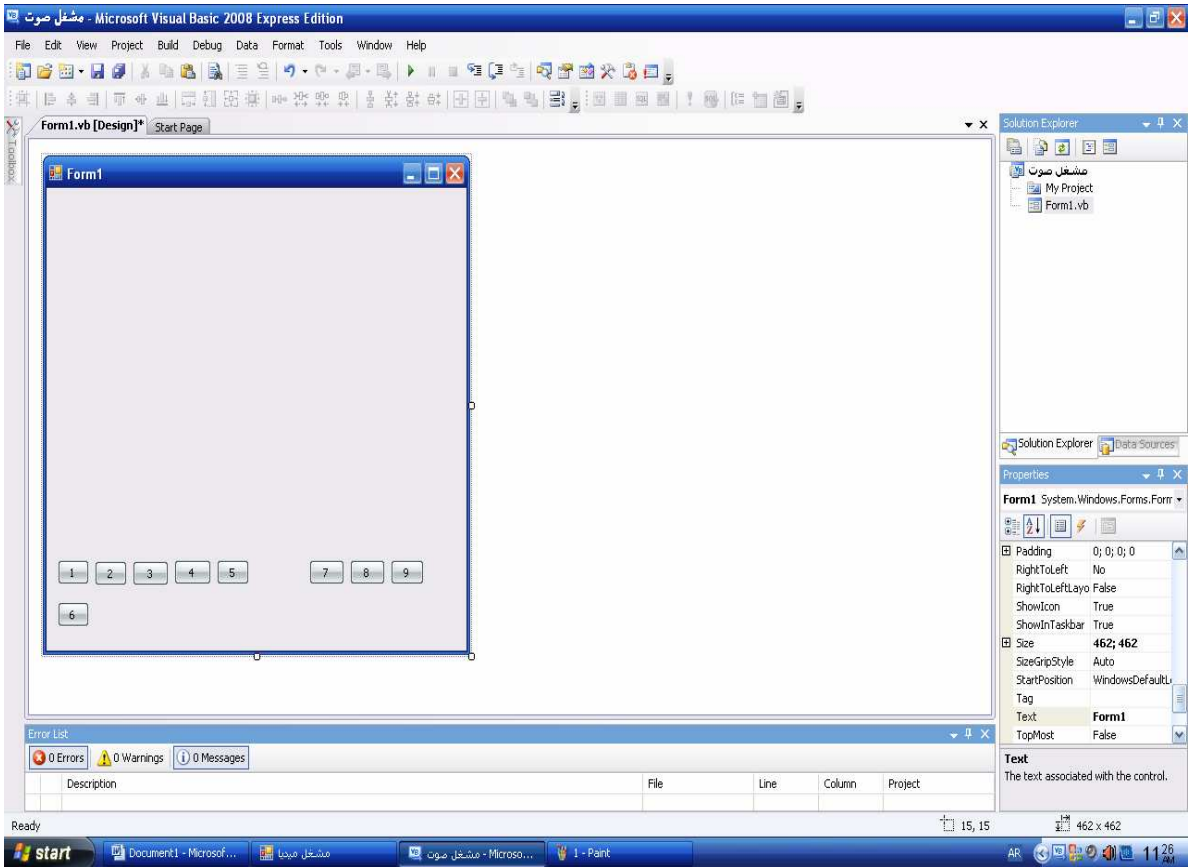 مشغل صوت - Microsoft Visual Basic 2008 Express Edition
File Edit View Project Build Debug Data Format Tools Window Help
Form1.vb [Design]* Start Page
Toolbox
Form1
1 2 3 4 5 7 8 9
6
Solution Explorer
مشغل صوت
My Project
Form1.vb
Solution Explorer Data Sources
Properties
Form1 System.Windows.Forms.Form
Padding 0; 0; 0; 0
RightToLeft No
RightToLeftLayo False
ShowIcon True
ShowInTaskbar True
Size 462; 462
SizeGripStyle Auto
StartPosition WindowsDefaultL
Tag
Text Form1
TopMost False
Text
The text associated with the control.
Error List
0 Errors 0 Warnings 0 Messages
Description File Line Column Project
Ready 15, 15 462 x 462
start Document1 - Microsof... مشغل ميديا مشغل صوت - Microso... 1 - Paint AR 11:26 AM